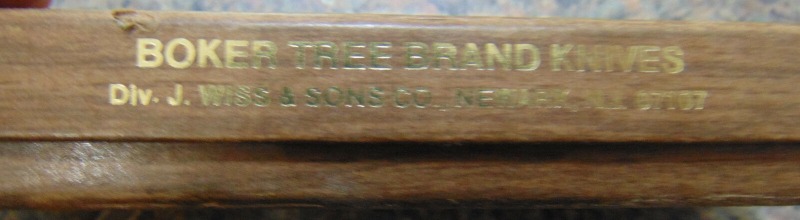 BOKER TREE BRAND KNIVES
Div. J. WISS & SONS CO., NEWARK, N.J. 07107